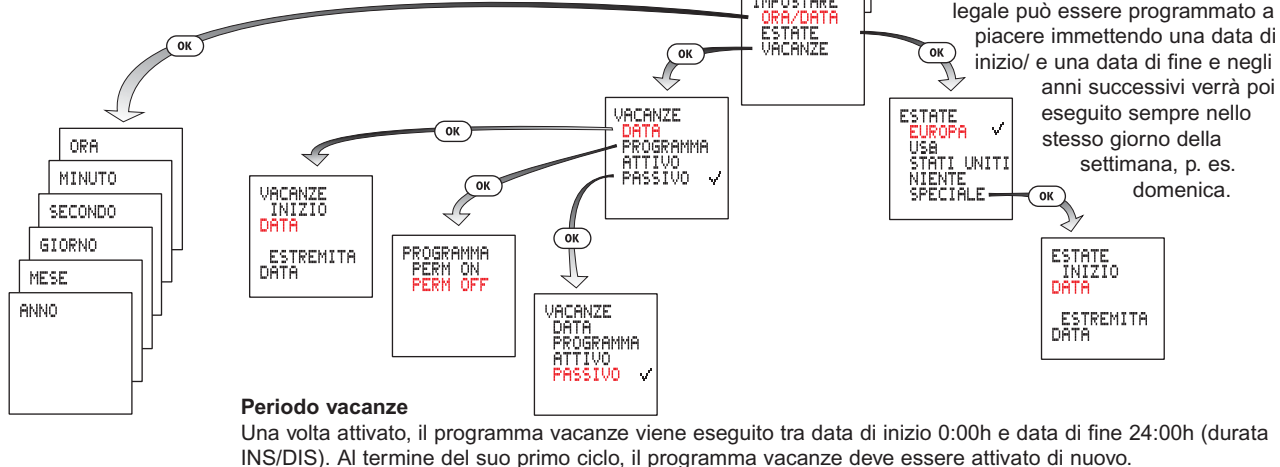 IMPOSTARE
ORA/DATA
ESTATE
VACANZE
legale può essere programmato a
piacere immettendo una data di
inizio/ e una data di fine e negli
anni successivi verrà poi
eseguito sempre nello
stesso giorno della
settimana, p. es.
domenica.
OK
OK
OK
ORA
MINUTO
SECONDO
GIORNO
MESE
ANNO
OK
OK
OK
VACANZE
DATA
PROGRAMMA
ATTIVO
PASSIVO ✓
ESTATE
EUROPA ✓
USA
STATI UNITI
NIENTE
SPECIALE
OK
VACANZE
INIZIO
DATA
ESTREMITA
DATA
PROGRAMMA
PERM ON
PERM OFF
VACANZE
DATA
PROGRAMMA
ATTIVO
PASSIVO ✓
ESTATE
INIZIO
DATA
ESTREMITA
DATA
Periodo vacanze
Una volta attivato, il programma vacanze viene eseguito tra data di inizio 0:00h e data di fine 24:00h (durata
INS/DIS). Al termine del suo primo ciclo, il programma vacanze deve essere attivato di nuovo.